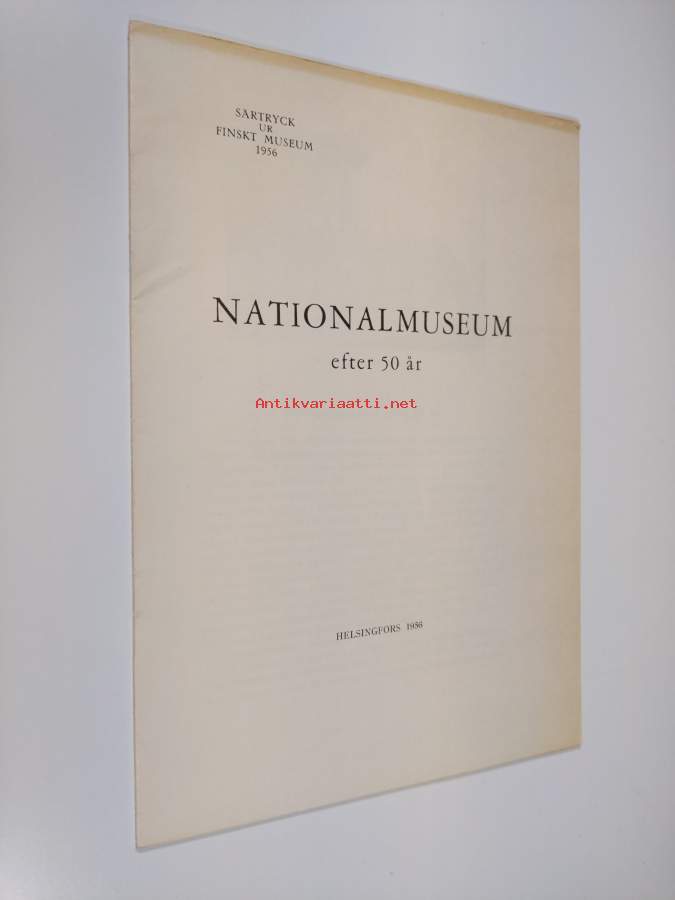 SÄRTRYCK
UR
FINSKT MUSEUM
1956
NATIONALMUSEUM
efter 50 år
Antikvariaatti.net
HELSINGFORS 1956